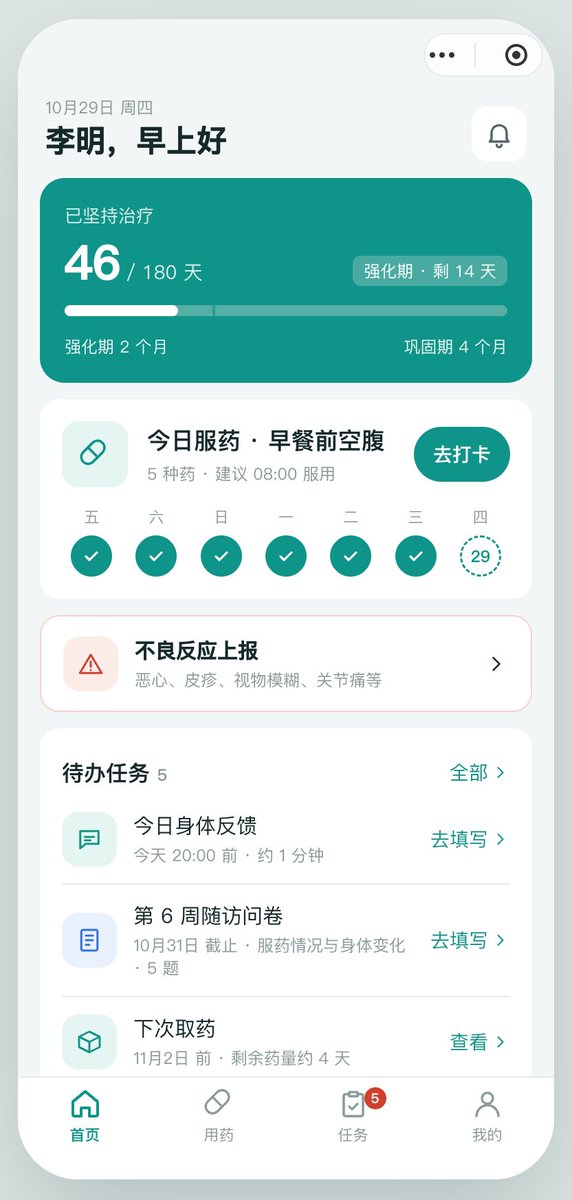 10月29日 周四
李明，早上好
已坚持治疗
46 / 180 天
强化期 · 剩 14 天
强化期 2 个月
巩固期 4 个月
今日服药 · 早餐前空腹
5 种药 · 建议 08:00 服用
去打卡
五 六 日 一 二 三 四
29
不良反应上报
恶心、皮疹、视物模糊、关节痛等
待办任务 5
全部
今日身体反馈
今天 20:00 前 · 约 1 分钟
去填写
第 6 周随访问卷
10月31日 截止 · 服药情况与身体变化
· 5 题
去填写
下次取药
11月2日 前 · 剩余药量约 4 天
查看
5
首页 用药 任务 我的